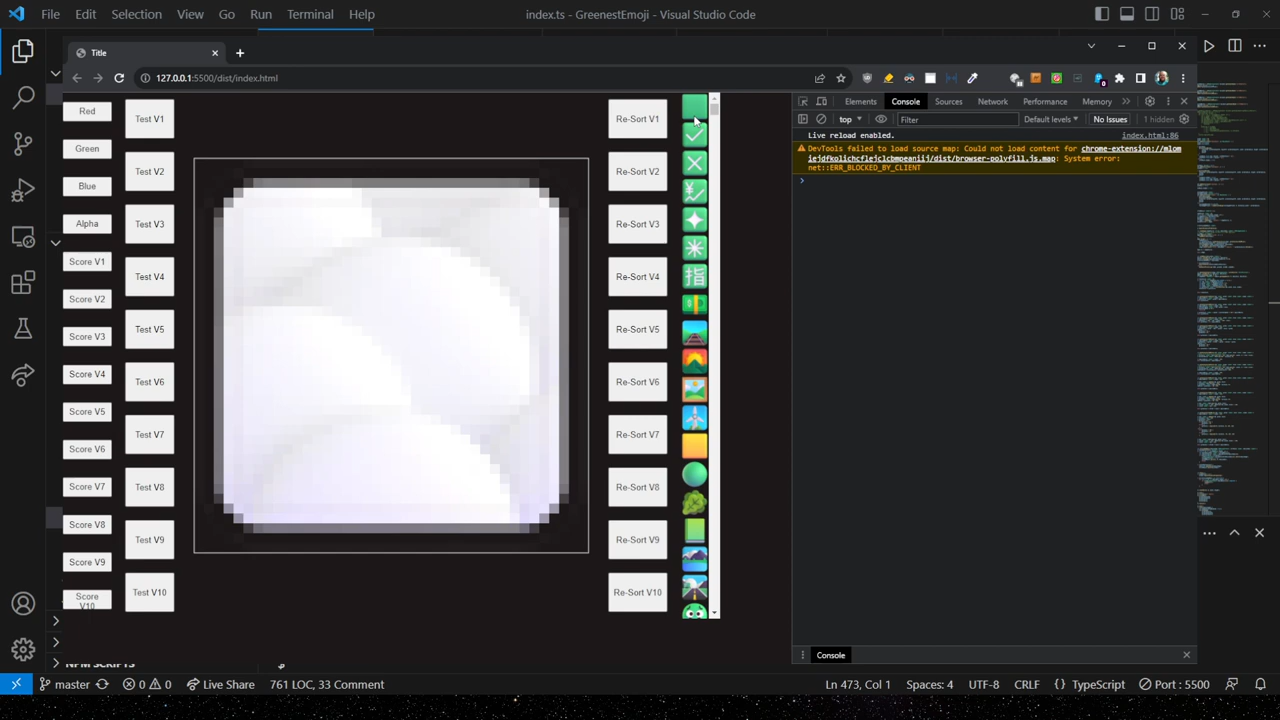 File Edit Selection View Go Run Terminal Help
index.ts - GreenestEmoji - Visual Studio Code
Title
127.0.0.1:5500/dist/index.html
Red
Green
Blue
Alpha
Score V1
Score V2
Score V3
Score V4
Score V5
Score V6
Score V7
Score V8
Score V9
Score
V10
Test V1
Test V2
Test V3
Test V4
Test V5
Test V6
Test V7
Test V8
Test V9
Test V10
Re-Sort V1
Re-Sort V2
Re-Sort V3
Re-Sort V4
Re-Sort V5
Re-Sort V6
Re-Sort V7
Re-Sort V8
Re-Sort V9
Re-Sort V10
指
Elements Console Sources Network Performance Memory
top Filter Default levels No Issues 1 hidden
Live reload enabled. index.html:86
DevTools failed to load source map: Could not load content for chrome-extension://mlom
iejdfkolichcflejclcbmpeaniij/dist/browser-polyfill.js.map: System error:
net::ERR_BLOCKED_BY_CLIENT
Console
NPM SCRIPTS
$
master 0 0 Live Share 761 LOC, 33 Comment
Ln 473, Col 1 Spaces: 4 UTF-8 CRLF {} TypeScript Port : 5500